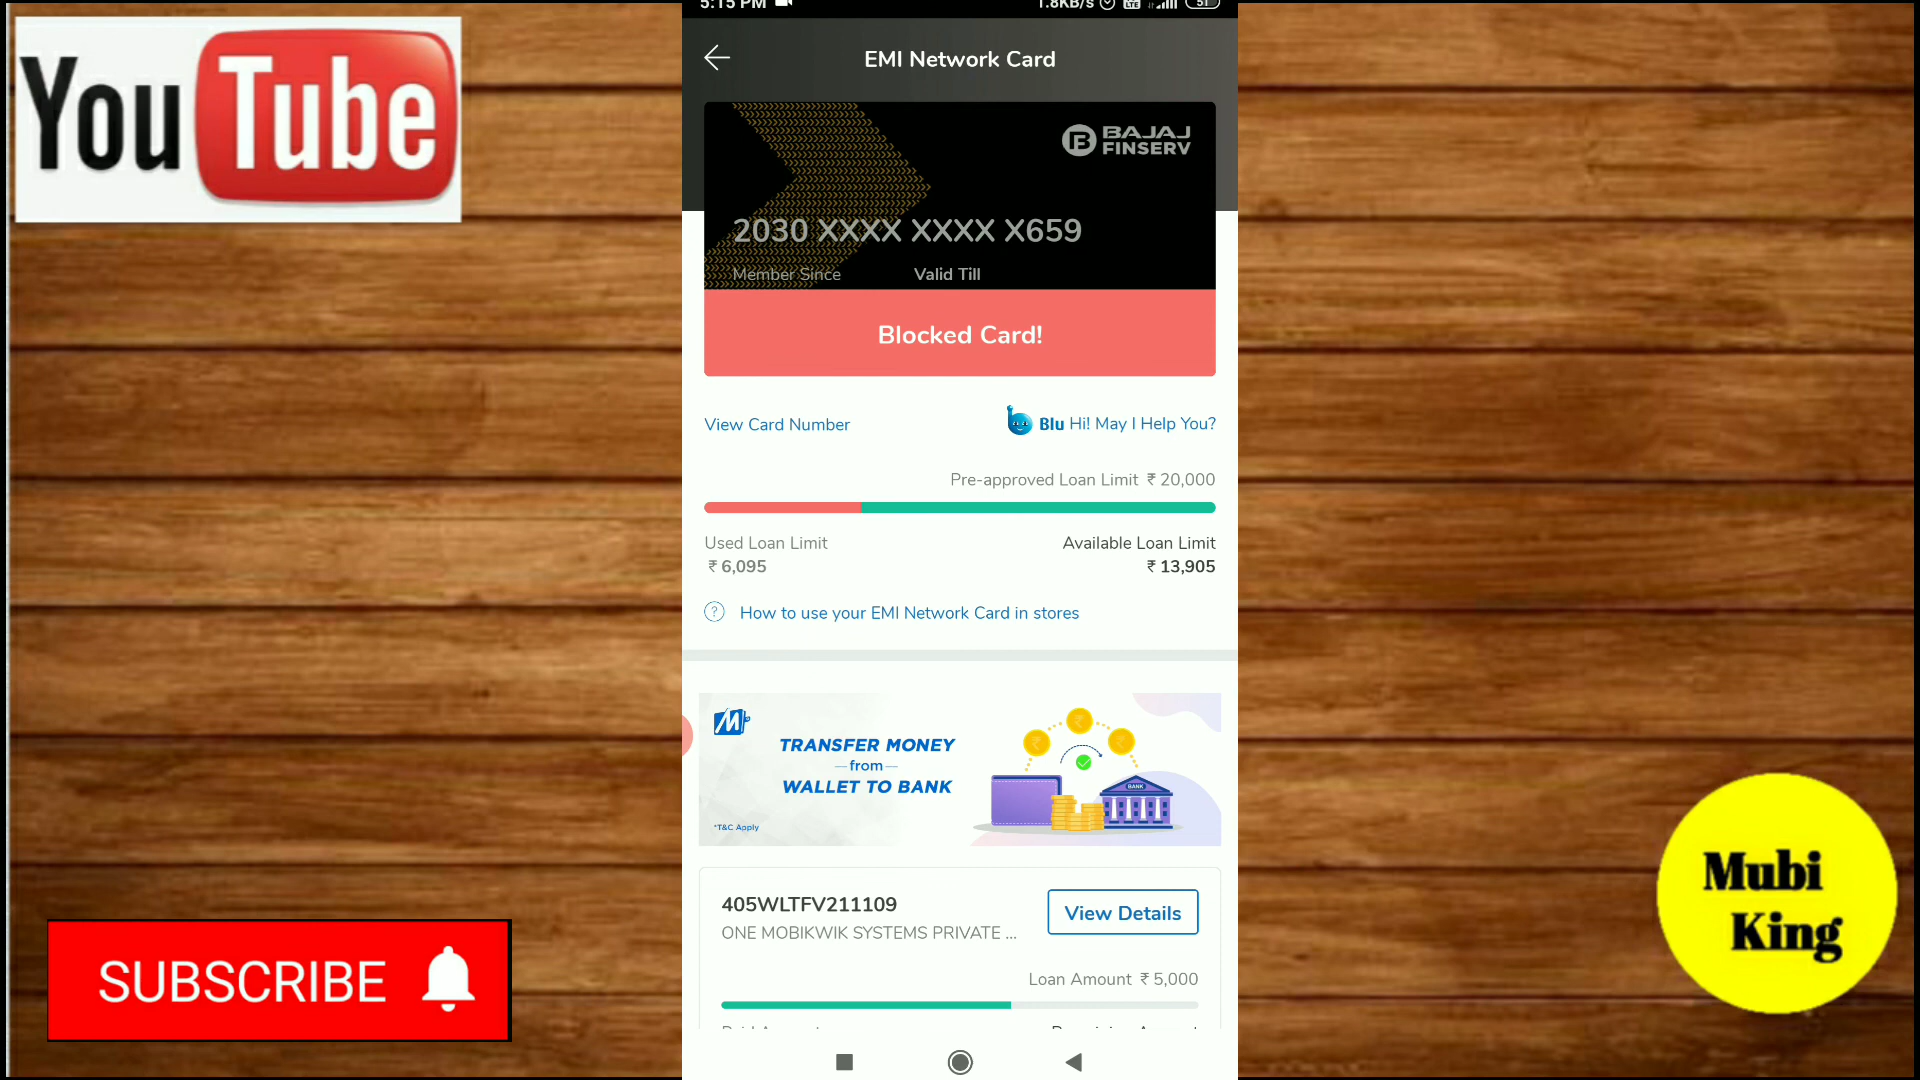 YouTube
5:15 PM
1.8KB/s
51
EMI Network Card
BAJAJ
FINSERV
2030 XXXX XXXX X659
Member Since
Valid Till
Blocked Card!
View Card Number
Blu Hi! May I Help You?
Pre-approved Loan Limit ₹ 20,000
Used Loan Limit
Available Loan Limit
₹ 6,095
₹ 13,905
? How to use your EMI Network Card in stores
TRANSFER MONEY
—from—
WALLET TO BANK
BANK
*T&C Apply
405WLTFV211109
View Details
ONE MOBIKWIK SYSTEMS PRIVATE ...
Loan Amount ₹ 5,000
SUBSCRIBE
Mubi
King